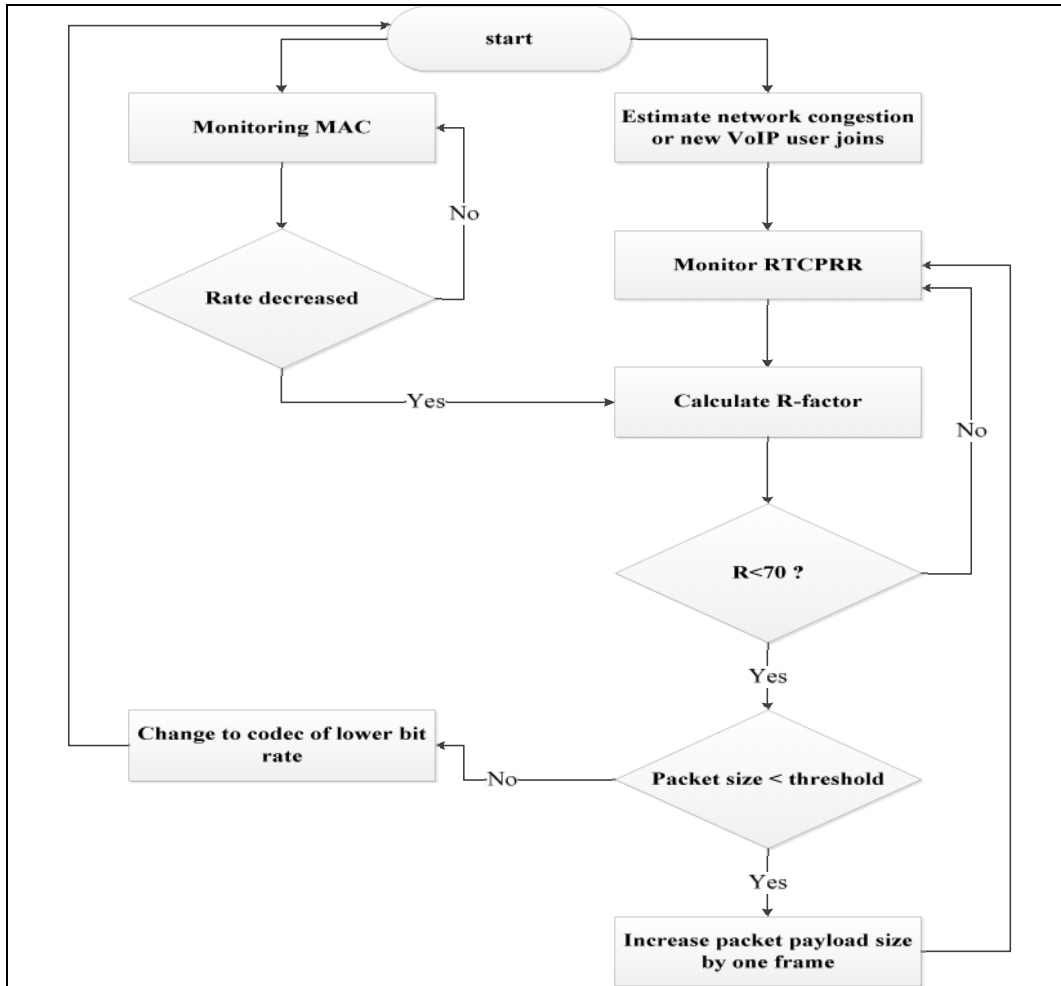 start
Monitoring MAC
Estimate network congestion
or new VoIP user joins
No
Monitor RTCPRR
Rate decreased
Yes
Calculate R-factor
No
R<70 ?
Yes
Change to codec of lower bit
rate
No
Packet size < threshold
Yes
Increase packet payload size
by one frame